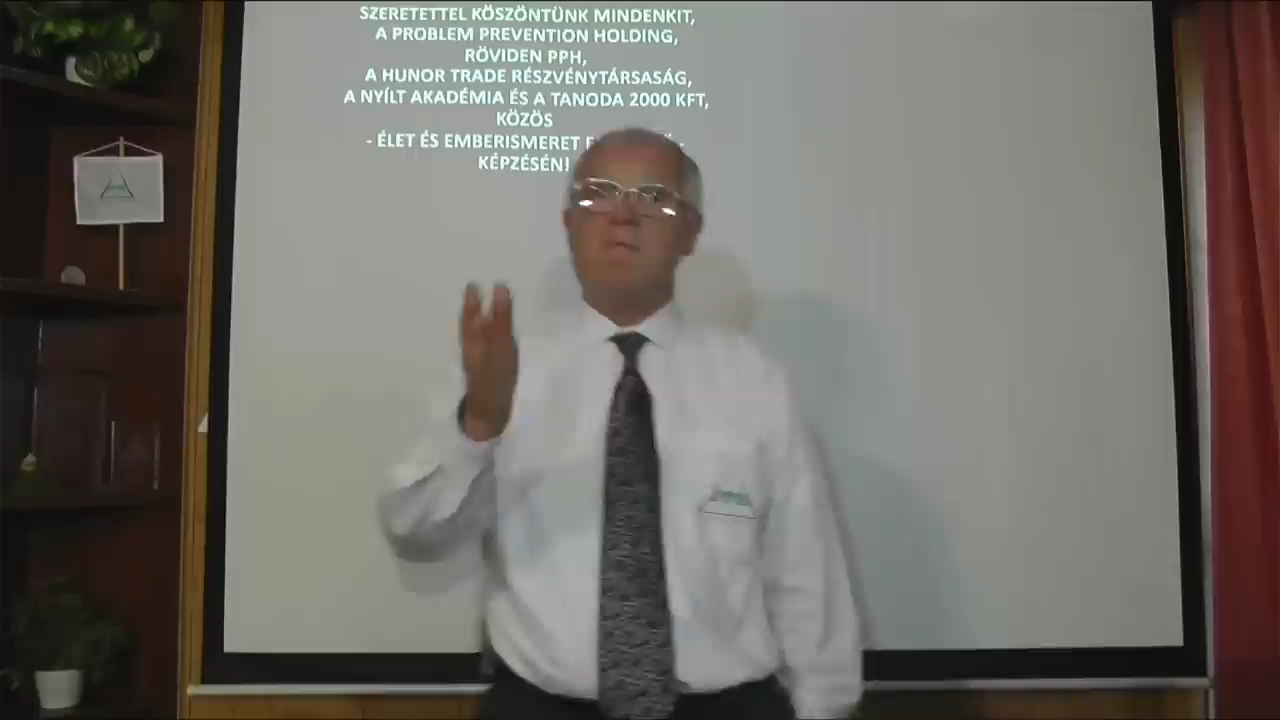 SZERETETTEL KÖSZÖNTÜNK MINDENKIT,
A PROBLEM PREVENTION HOLDING,
RÖVIDEN PPH,
A HUNOR TRADE RÉSZVÉNYTÁRSASÁG,
A NYÍLT AKADÉMIA ÉS A TANODA 2000 KFT,
KÖZÖS
- ÉLET ÉS EMBERISMERET
KÉPZÉSÉN!